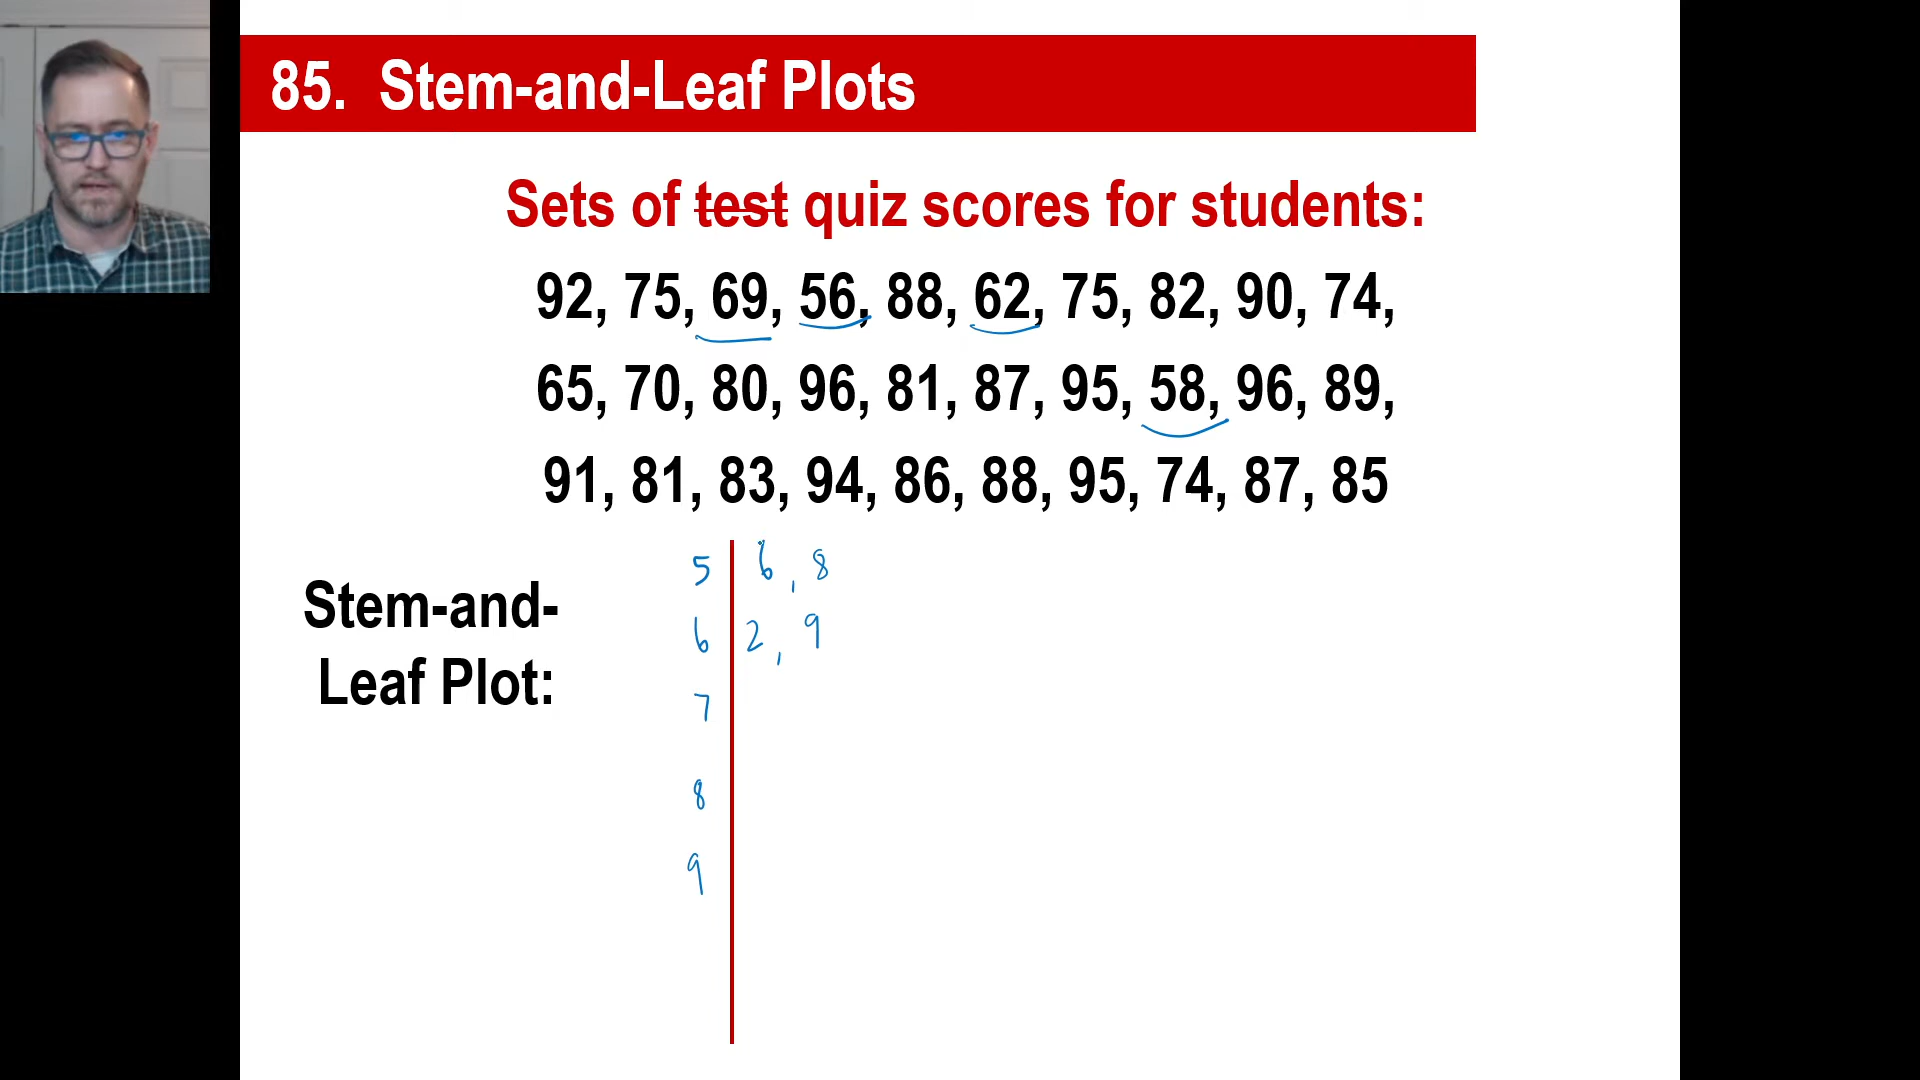 85. Stem-and-Leaf Plots
Sets of test quiz scores for students:
92, 75, 69, 56, 88, 62, 75, 82, 90, 74,
65, 70, 80, 96, 81, 87, 95, 58, 96, 89,
91, 81, 83, 94, 86, 88, 95, 74, 87, 85
Stem-and-
Leaf Plot:
5 6, 8
6 2, 9
7
8
9